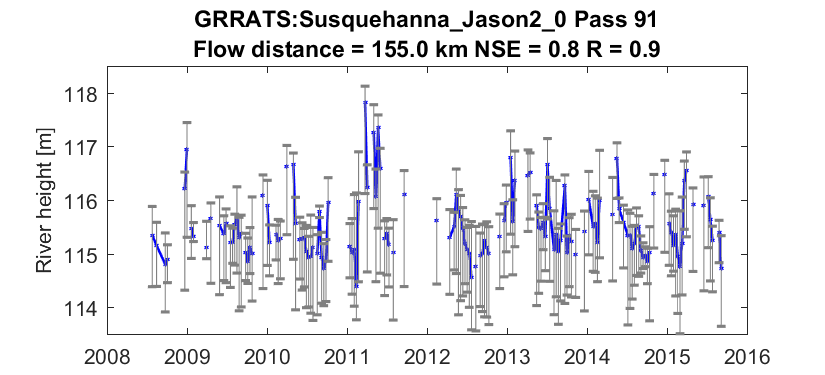 GRRATS:Susquehanna_Jason2_0 Pass 91
Flow distance = 155.0 km NSE = 0.8 R = 0.9
River height [m]
118
117
116
115
114
2008 2009 2010 2011 2012 2013 2014 2015 2016